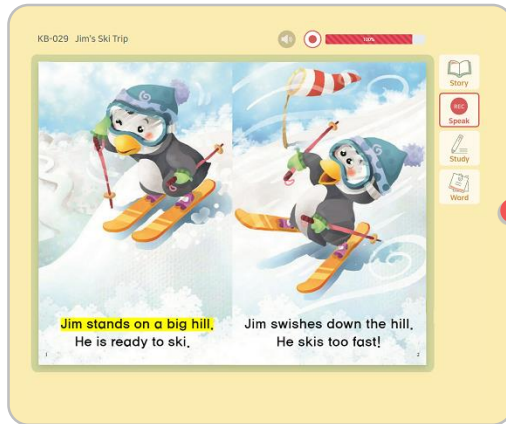 KB-029 Jim's Ski Trip
100%
Story
REC
Speak
Study
Word
Jim stands on a big hill.
He is ready to ski.
Jim swishes down the hill.
He skis too fast!
1
2